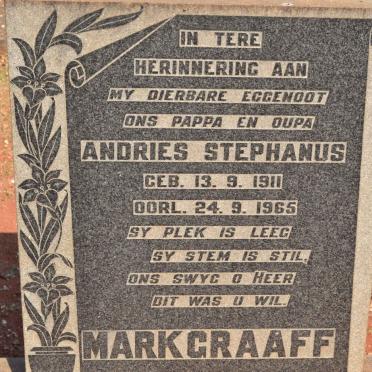 IN TERE
HERINNERING AAN
MY DIERBARE EGGENOOT
ONS PAPPA EN OUPA
ANDRIES STEPHANUS
GEB. 13. 9. 1911
OORL. 24. 9. 1965
SY PLEK IS LEEG
SY STEM IS STIL,
ONS SWYG O HEER
DIT WAS U WIL.
MARKGRAAFF